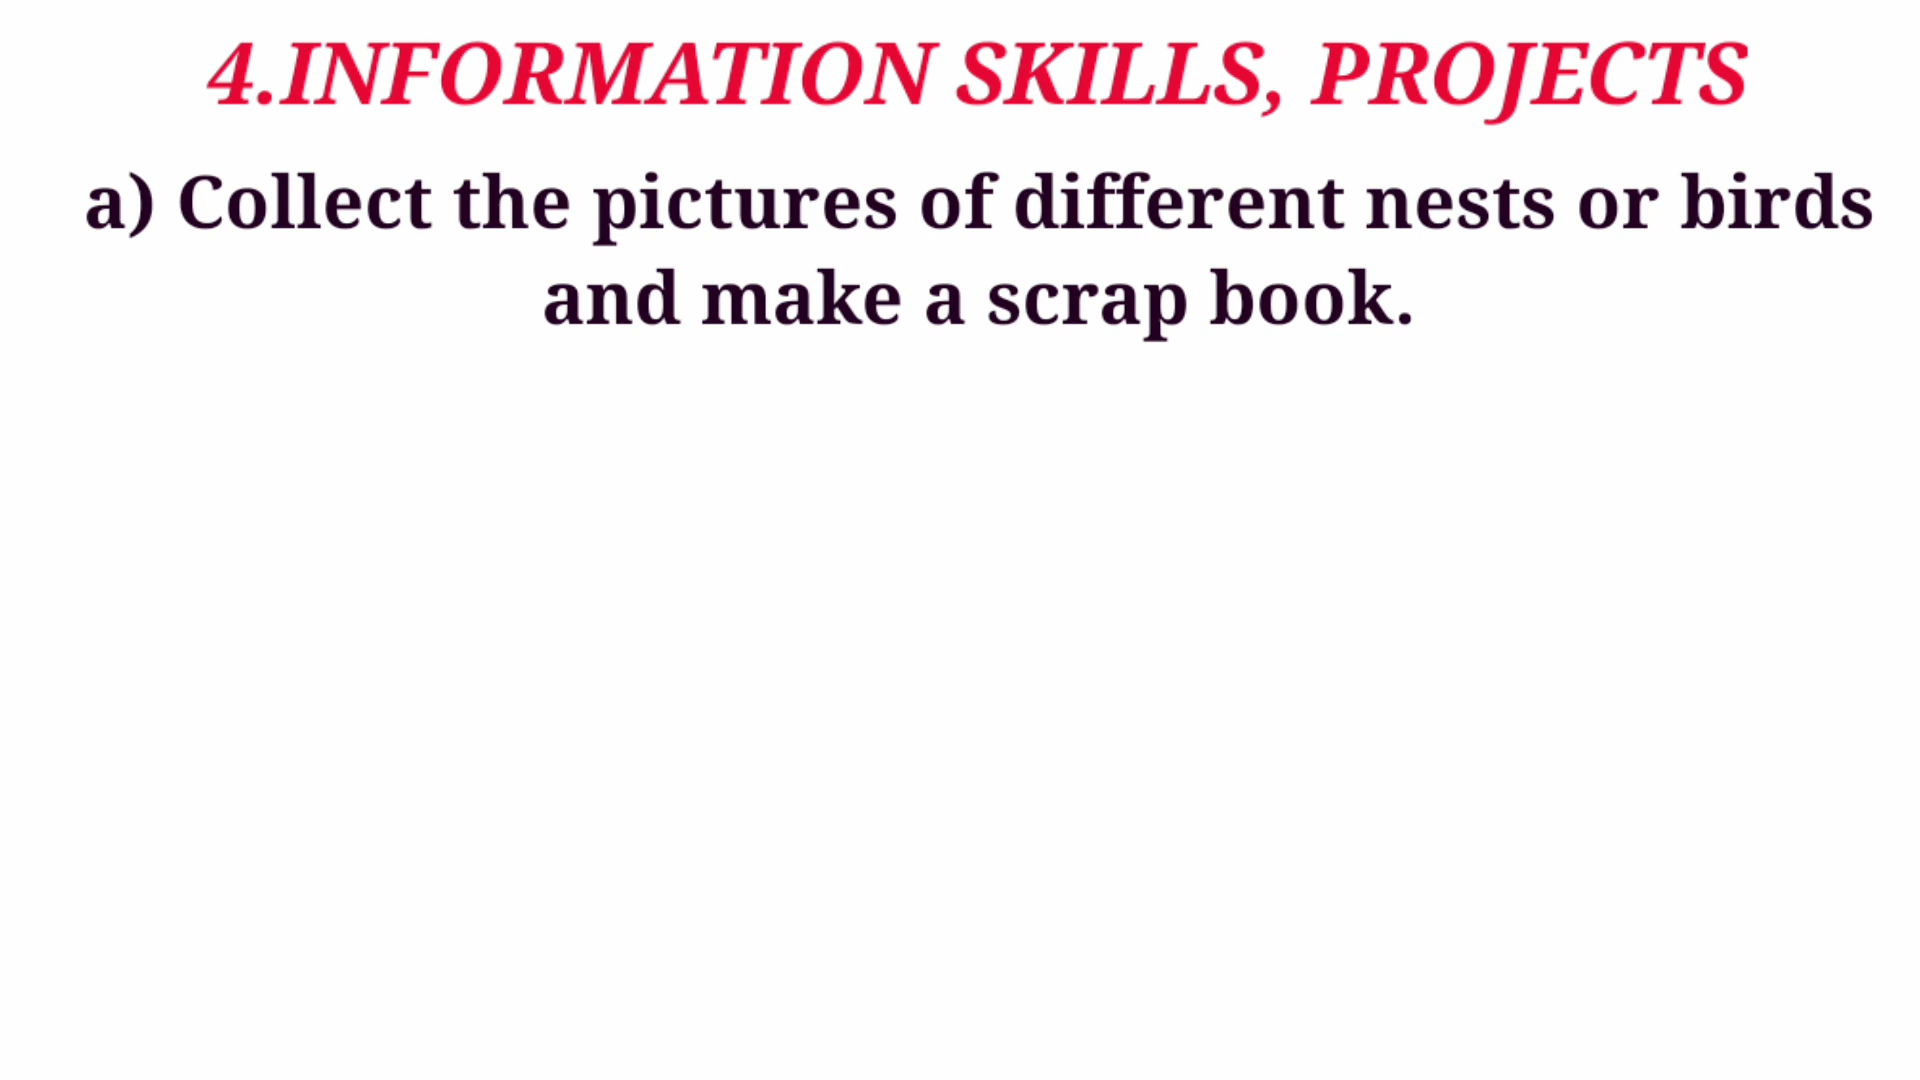 4.INFORMATION SKILLS, PROJECTS
a) Collect the pictures of different nests or birds
and make a scrap book.